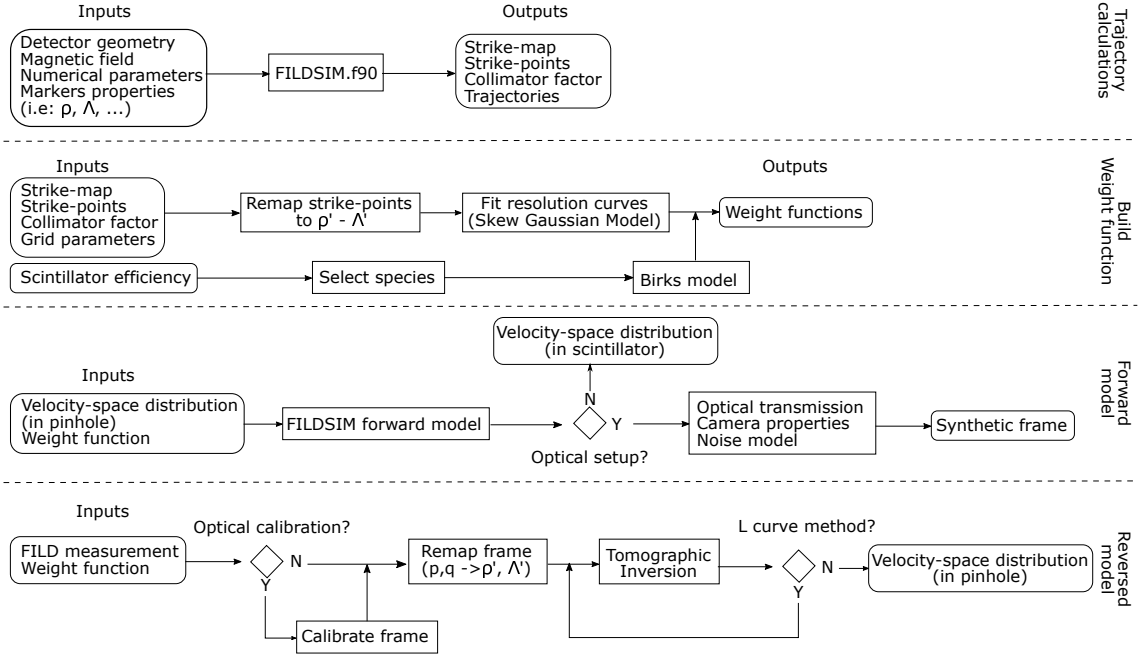 Inputs
Outputs
Detector geometry
Magnetic field
Numerical parameters
Markers properties
(i.e: ρ, Λ, ...)
FILDSIM.f90
Strike-map
Strike-points
Collimator factor
Trajectories
Trajectory
calculations
Inputs
Outputs
Strike-map
Strike-points
Collimator factor
Grid parameters
Remap strike-points
to ρ' - Λ'
Fit resolution curves
(Skew Gaussian Model)
Weight functions
Scintillator efficiency
Select species
Birks model
Build
Weight function
Velocity-space distribution
(in scintillator)
Inputs
Velocity-space distribution
(in pinhole)
Weight function
FILDSIM forward model
N
Y
Optical setup?
Optical transmission
Camera properties
Noise model
Synthetic frame
Forward
model
Inputs
Optical calibration?
L curve method?
FILD measurement
Weight function
N
Y
Remap frame
(p,q ->ρ', Λ')
Tomographic
Inversion
N
Y
Velocity-space distribution
(in pinhole)
Calibrate frame
Reversed
model